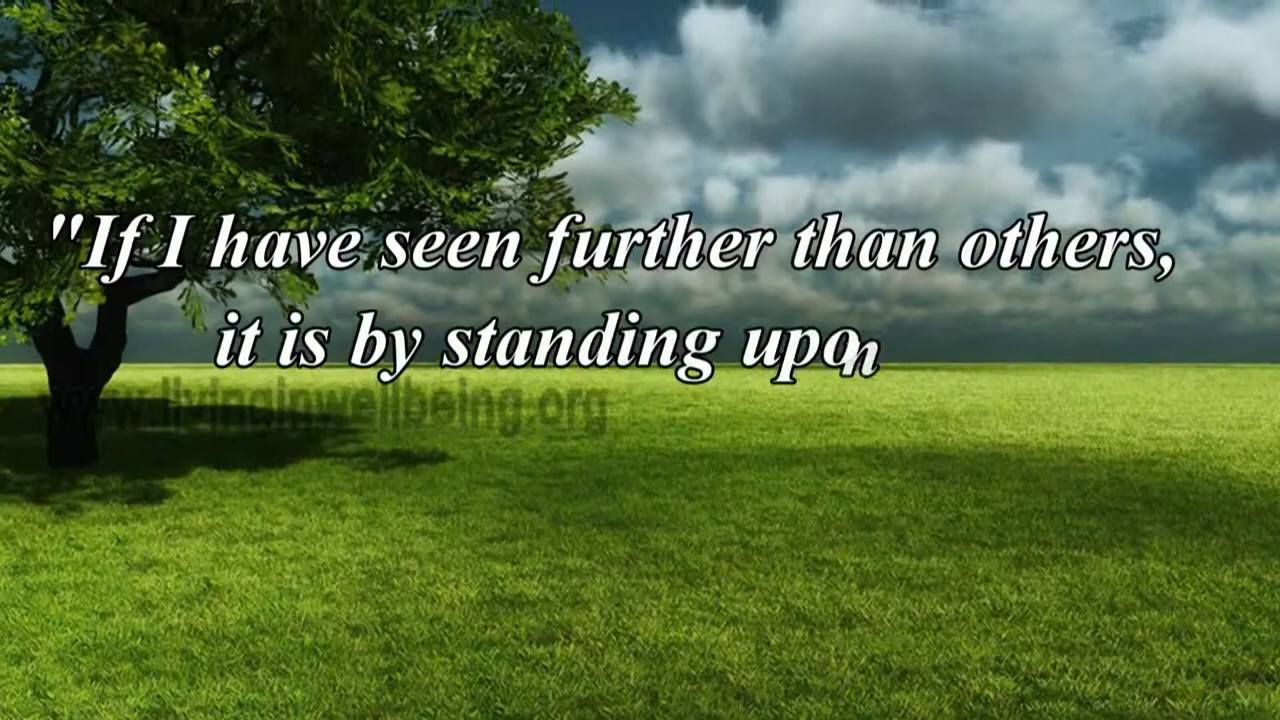 "If I have seen further than others,
it is by standing upon
www.livinginwellbeing.org